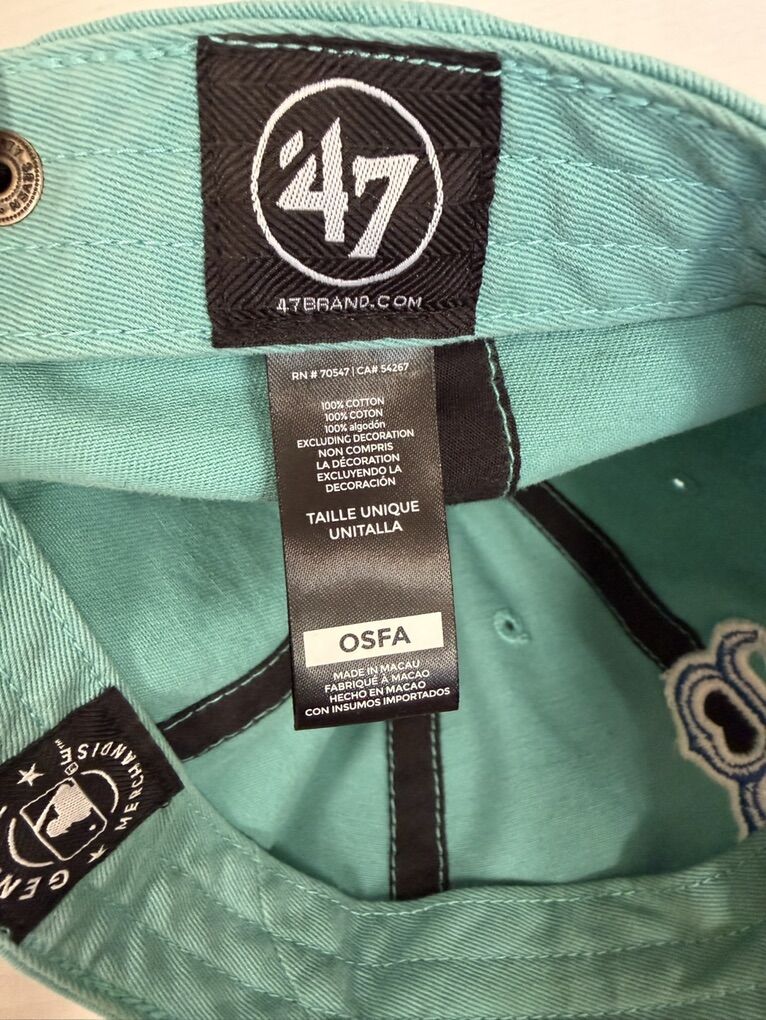 '47
47BRAND.COM
RN # 70547 | CA# 54267
100% COTTON
100% COTON
100% algodón
EXCLUDING DECORATION
NON COMPRIS
LA DÉCORATION
EXCLUYENDO LA
DECORACIÓN
TAILLE UNIQUE
UNITALLA
OSFA
MADE IN MACAU
FABRIQUÉ À MACAO
HECHO EN MACAO
CON INSUMOS IMPORTADOS
MERCHANDISE